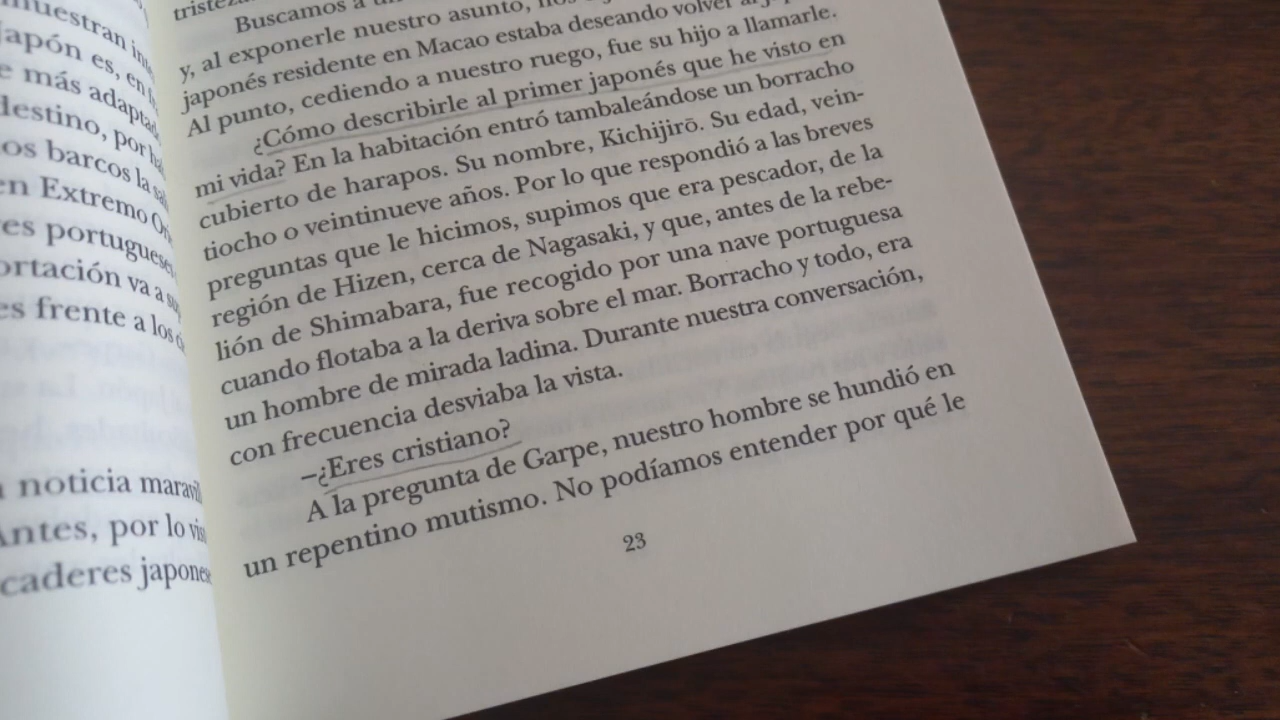 muestran
Japón es, en
e más
destino, por
os barcos la
en Extremo
es
ortación va a
es frente a los
noticia
Antes, por lo
caderes
Buscamos a
y, al exponerle nuestro asunto,
japonés residente en Macao estaba deseando volver al
Al punto, cediendo a nuestro ruego, fue su hijo a llamarle.
¿Cómo describirle al primer japonés que he visto en
mi vida? En la habitación entró tambaleándose un borracho
cubierto de harapos. Su nombre, Kichijirō. Su edad, vein-
tiocho o veintinueve años. Por lo que respondió a las breves
preguntas que le hicimos, supimos que era pescador, de la
región de Hizen, cerca de Nagasaki, y que, antes de la rebe-
lión de Shimabara, fue recogido por una nave portuguesa
cuando flotaba a la deriva sobre el mar. Borracho y todo, era
un hombre de mirada ladina. Durante nuestra conversación,
con frecuencia desviaba la vista.
–¿Eres cristiano?
A la pregunta de Garpe, nuestro hombre se hundió en
un repentino mutismo. No podíamos entender por qué le
23